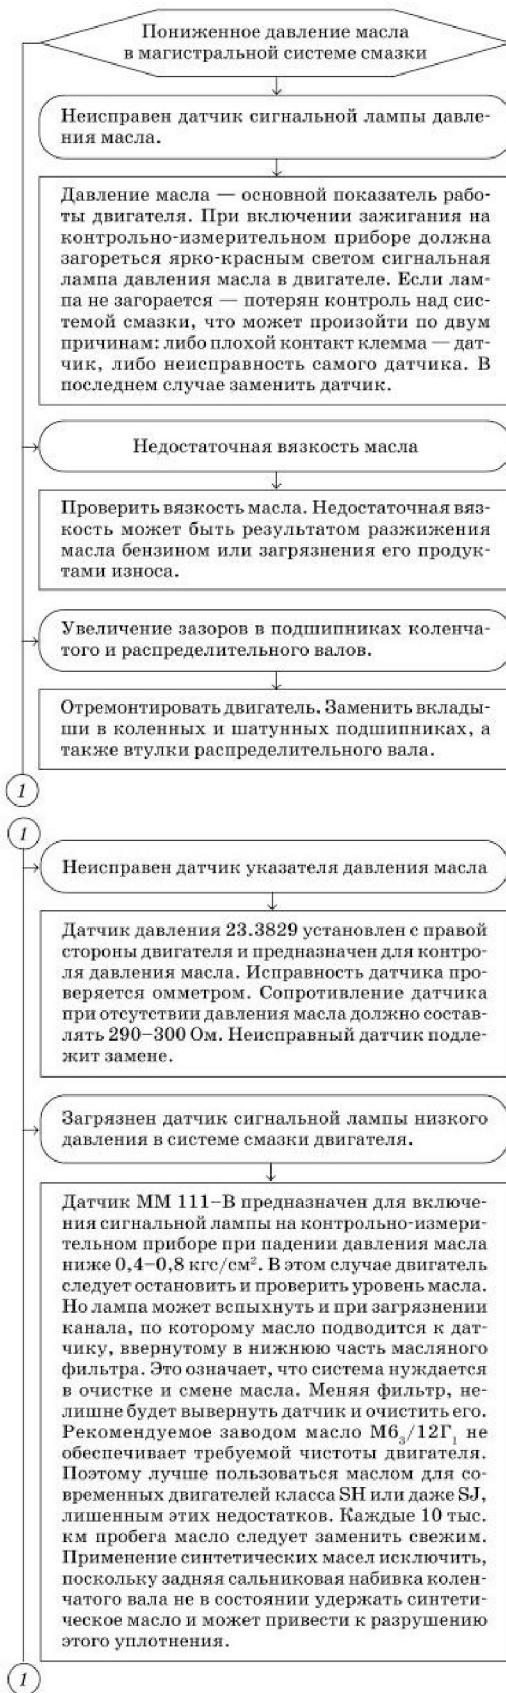 Пониженное давление масла
в магистральной системе смазки
Неисправен датчик сигнальной лампы давле-
ния масла.
Давление масла — основной показатель рабо-
ты двигателя. При включении зажигания на
контрольно-измерительном приборе должна
загореться ярко-красным светом сигнальная
лампа давления масла в двигателе. Если лам-
па не загорается — потерян контроль над сис-
темой смазки, что может произойти по двум
причинам: либо плохой контакт клемма — дат-
чик, либо неисправность самого датчика. В
последнем случае заменить датчик.
Недостаточная вязкость масла
Проверить вязкость масла. Недостаточная вяз-
кость может быть результатом разжижения
масла бензином или загрязнения его продук-
тами износа.
Увеличение зазоров в подшипниках коленча-
того и распределительного валов.
Отремонтировать двигатель. Заменить вклады-
ши в коленных и шатунных подшипниках, а
также втулки распределительного вала.
1
1
Неисправен датчик указателя давления масла
Датчик давления 23.3829 установлен с правой
стороны двигателя и предназначен для контро-
ля давления масла. Исправность датчика про-
веряется омметром. Сопротивление датчика
при отсутствии давления масла должно состав-
лять 290–300 Ом. Неисправный датчик подле-
жит замене.
Загрязнен датчик сигнальной лампы низкого
давления в системе смазки двигателя.
Датчик ММ 111–В предназначен для включе-
ния сигнальной лампы на контрольно-измери-
тельном приборе при падении давления масла
ниже 0,4–0,8 кгс/см². В этом случае двигатель
следует остановить и проверить уровень масла.
Но лампа может вспыхнуть и при загрязнении
канала, по которому масло подводится к дат-
чику, ввернутому в нижнюю часть масляного
фильтра. Это означает, что система нуждается
в очистке и смене масла. Меняя фильтр, не-
лишне будет вывернуть датчик и очистить его.
Рекомендуемое заводом масло М6₃/12Г₁ не
обеспечивает требуемой чистоты двигателя.
Поэтому лучше пользоваться маслом для со-
временных двигателей класса SH или даже SJ,
лишенным этих недостатков. Каждые 10 тыс.
км пробега масло следует заменить свежим.
Применение синтетических масел исключить,
поскольку задняя сальниковая набивка колен-
чатого вала не в состоянии удержать синтети-
ческое масло и может привести к разрушению
этого уплотнения.
1